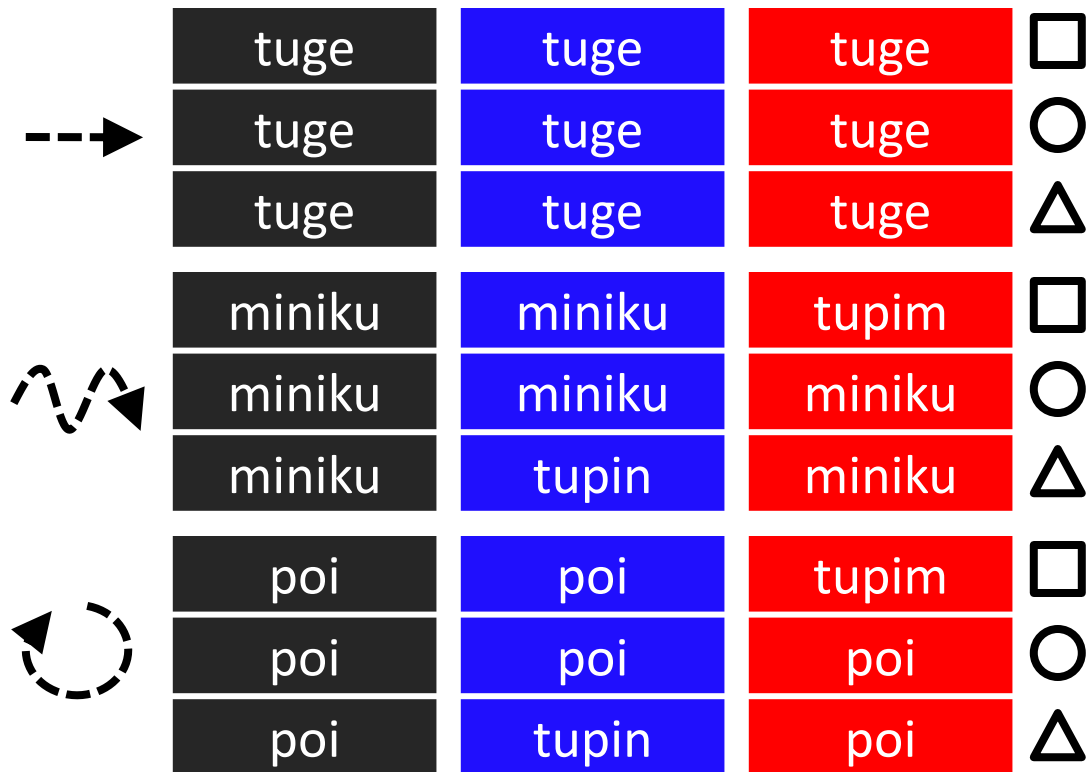 tuge tuge tuge
tuge tuge tuge
tuge tuge tuge
miniku miniku tupim
miniku miniku miniku
miniku tupin miniku
poi poi tupim
poi poi poi
poi tupin poi